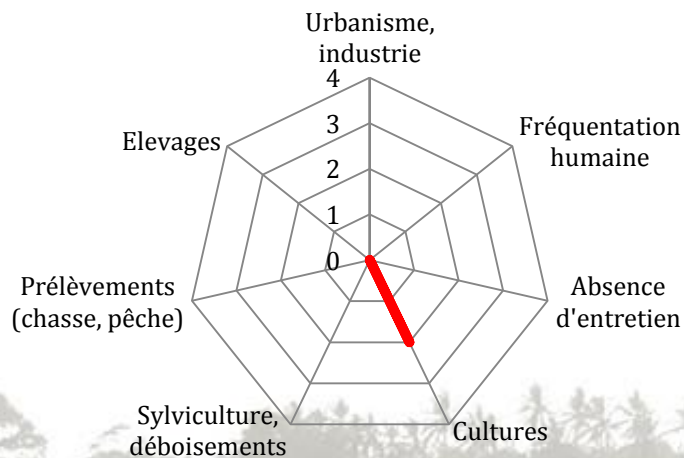 Urbanisme,
industrie
4
3
2
1
0
Fréquentation
humaine
Absence
d'entretien
Cultures
Sylviculture,
déboisements
Prélèvements
(chasse, pêche)
Elevages